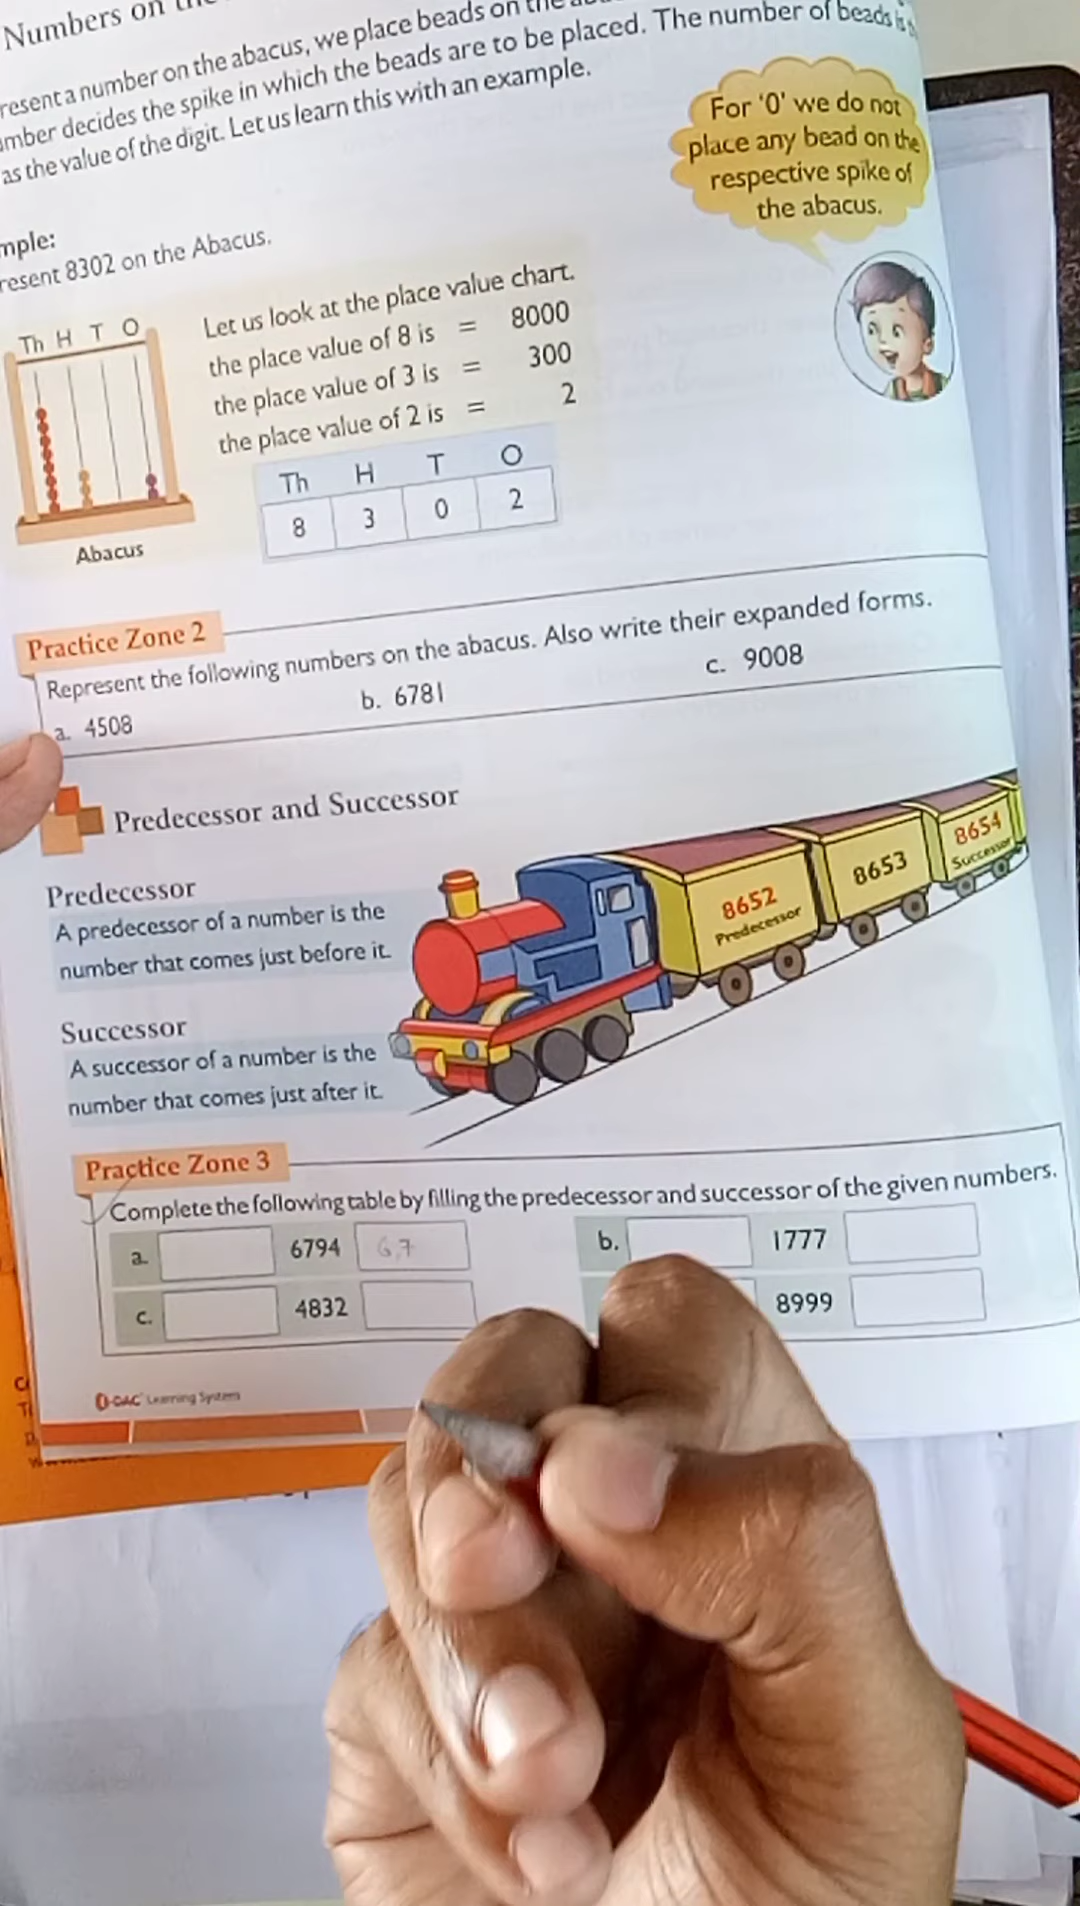 Numbers on
resent a number on the abacus, we place beads on the
umber decides the spike in which the beads are to be placed. The number of beads is
as the value of the digit. Let us learn this with an example.
For '0' we do not
place any bead on the
respective spike of
the abacus.
mple:
resent 8302 on the Abacus.
Th H T O
Abacus
Let us look at the place value chart.
the place value of 8 is = 8000
the place value of 3 is = 300
the place value of 2 is = 2
Th H T O
8 3 0 2
Practice Zone 2
Represent the following numbers on the abacus. Also write their expanded forms.
a. 4508 b. 6781 c. 9008
Predecessor and Successor
Predecessor
A predecessor of a number is the
number that comes just before it.
Successor
A successor of a number is the
number that comes just after it.
8652
Predecessor
8653
8654
Successor
Practice Zone 3
Complete the following table by filling the predecessor and successor of the given numbers.
a. 6794 6,7 b. 1777
c. 4832 8999
Learning System